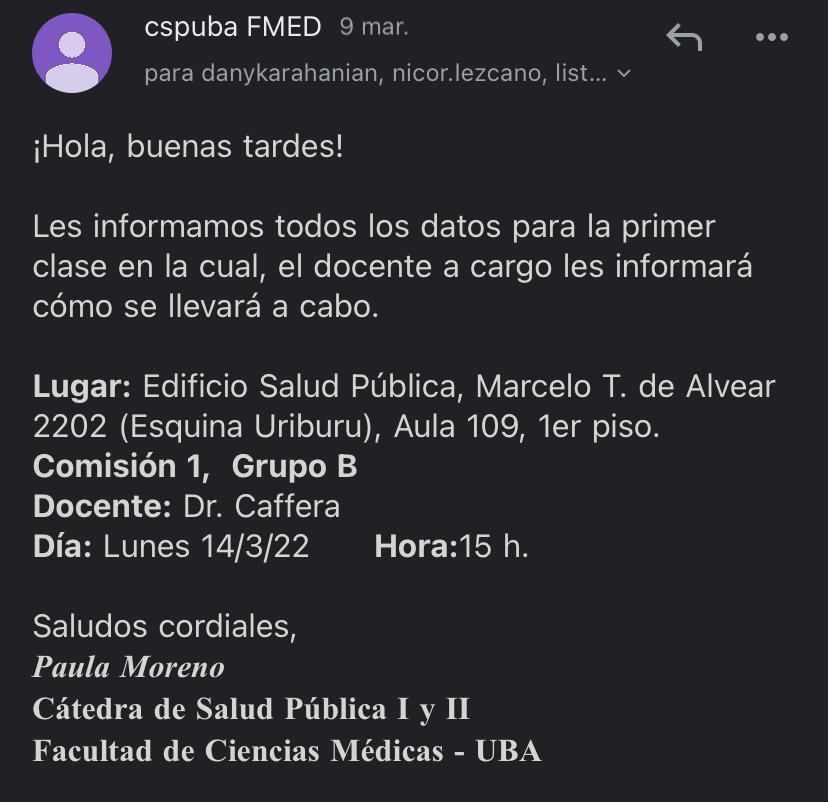 cspuba FMED 9 mar.
para danykarahanian, nicor.lezcano, list...
¡Hola, buenas tardes!
Les informamos todos los datos para la primer
clase en la cual, el docente a cargo les informará
cómo se llevará a cabo.
Lugar: Edificio Salud Pública, Marcelo T. de Alvear
2202 (Esquina Uriburu), Aula 109, 1er piso.
Comisión 1,  Grupo B
Docente: Dr. Caffera
Día: Lunes 14/3/22 Hora:15 h.
Saludos cordiales,
Paula Moreno
Cátedra de Salud Pública I y II
Facultad de Ciencias Médicas - UBA